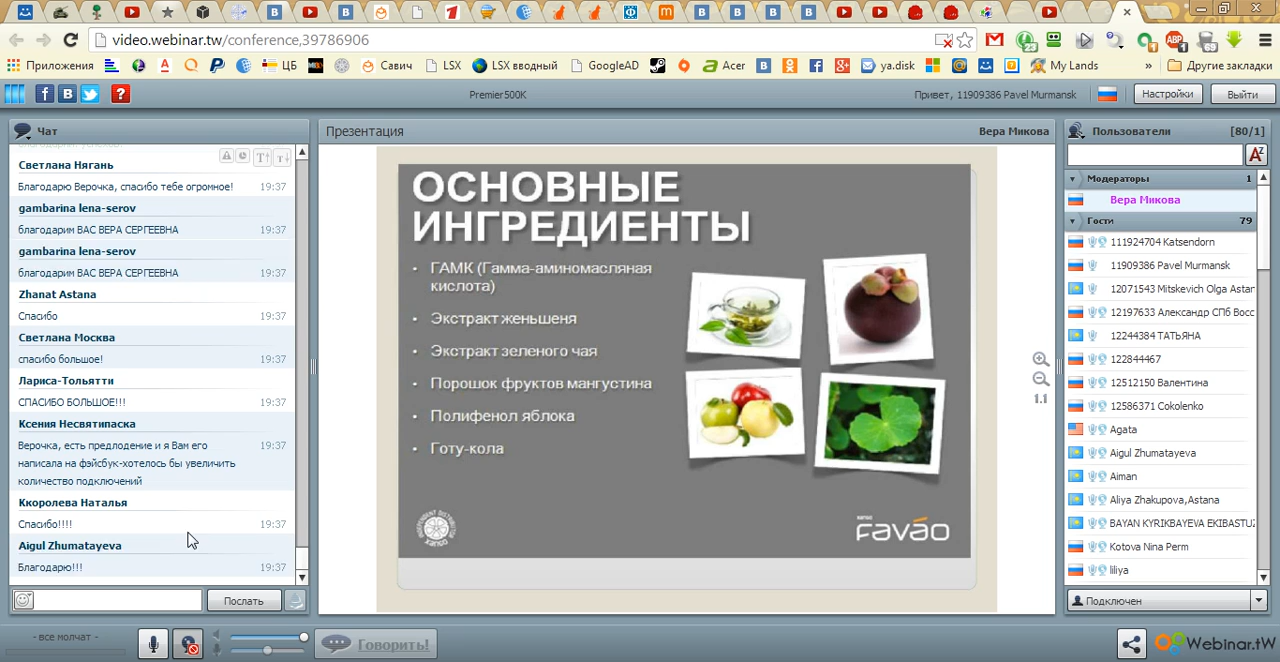 video.webinar.tw/conference,39786906
Приложения
ЦБ
Савич
LSX
LSX вводный
GoogleAD
Acer
ya.disk
My Lands
»
Другие закладки
Premier500K
Привет, 11909386 Pavel Murmansk
Настройки
Выйти
Чат
Светлана Нягань
Благодарю Верочка, спасибо тебе огромное! 19:37
gambarina lena-serov
благодарим ВАС ВЕРА СЕРГЕЕВНА 19:37
gambarina lena-serov
благодарим ВАС ВЕРА СЕРГЕЕВНА 19:37
Zhanat Astana
Спасибо 19:37
Светлана Москва
спасибо большое! 19:37
Лариса-Тольятти
СПАСИБО БОЛЬШОЕ!!! 19:37
Ксения Несвятипаска
Верочка, есть предлодение и я Вам его 19:37
написала на фэйсбук-хотелось бы увеличить
количество подключений
Ккоролева Наталья
Спасибо!!!! 19:37
Aigul Zhumatayeva
Благодарю!!! 19:37
Послать
Презентация
Вера Микова
ОСНОВНЫЕ
ИНГРЕДИЕНТЫ
• ГАМК (Гамма-аминомасляная
кислота)
• Экстракт женьшеня
• Экстракт зеленого чая
• Порошок фруктов мангустина
• Полифенол яблока
• Готу-кола
FAVAO
1.1
Пользователи [80/1]
Модераторы 1
Вера Микова
Гости 79
111924704 Katsendorn
11909386 Pavel Murmansk
12071543 Mitskevich Olga Astan
12197633 Александр СПб Восс
12244384 ТАТЬЯНА
122844467
12512150 Валентина
12586371 Cokolenko
Agata
Aigul Zhumatayeva
Aiman
Aliya Zhakupova,Astana
BAYAN KYRIKBAYEVA EKIBASTUZ
Kotova Nina Perm
liliya
Подключен
- все молчат -
Говорить!
Webinar.tw